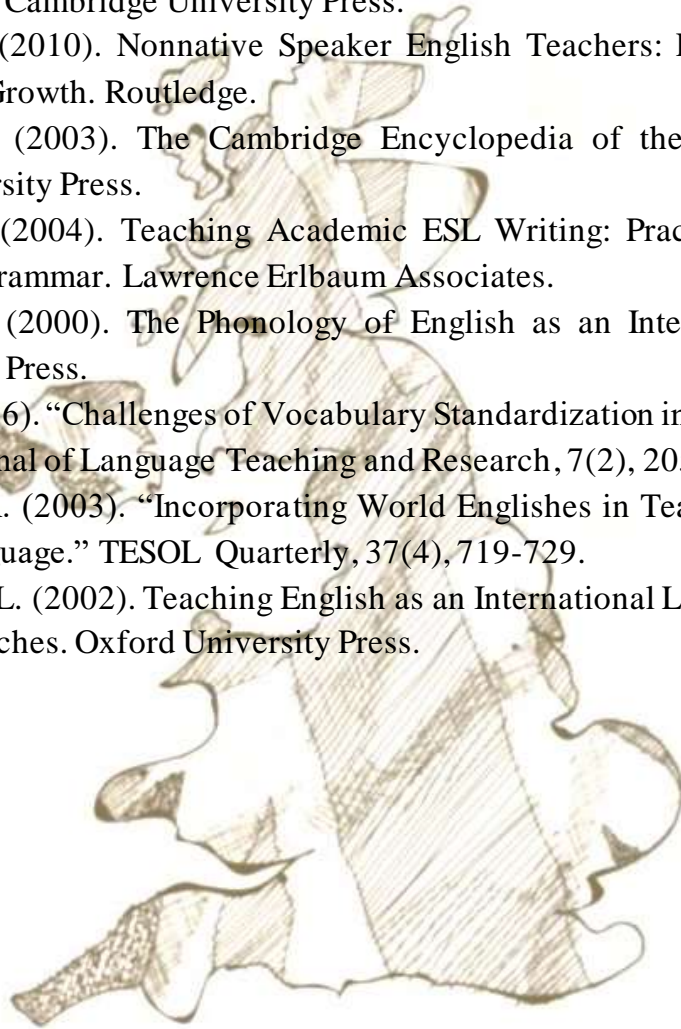 Cambridge University Press.
(2010). Nonnative Speaker English Teachers:
Growth. Routledge.
(2003). The Cambridge Encyclopedia of the
sity Press.
(2004). Teaching Academic ESL Writing: Prac
rammar. Lawrence Erlbaum Associates.
(2000). The Phonology of English as an Inte
Press.
6). “Challenges of Vocabulary Standardization in
nal of Language Teaching and Research, 7(2), 20
. (2003). “Incorporating World Englishes in Tea
uage.” TESOL Quarterly, 37(4), 719-729.
L. (2002). Teaching English as an International L
ches. Oxford University Press.